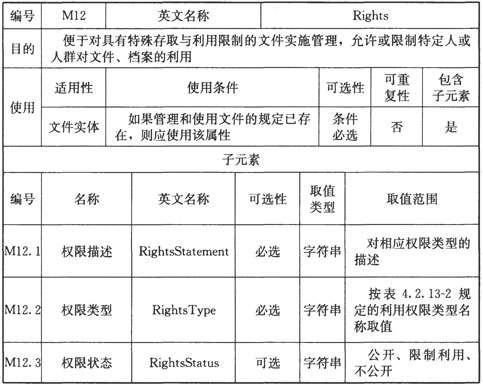 编号 M12 英文名称 Rights
目的 便于对具有特殊存取与利用限制的文件实施管理,允许或限制特定人或
人群对文件、档案的利用
使用 适用性 使用条件 可选性 可重
复性 包含
子元素
文件实体 如果管理和使用文件的规定已存
在,则应使用该属性 条件
必选 否 是
子元素
编号 名称 英文名称 可选性 取值
类型 取值范围
M12.1 权限描述 RightsStatement 必选 字符串 对相应权限类型的
描述
M12.2 权限类型 RightsType 必选 字符串 按表 4.2.13-2 规
定的利用权限类型名
称取值
M12.3 权限状态 RightsStatus 可选 字符串 公开、限制利用、
不公开